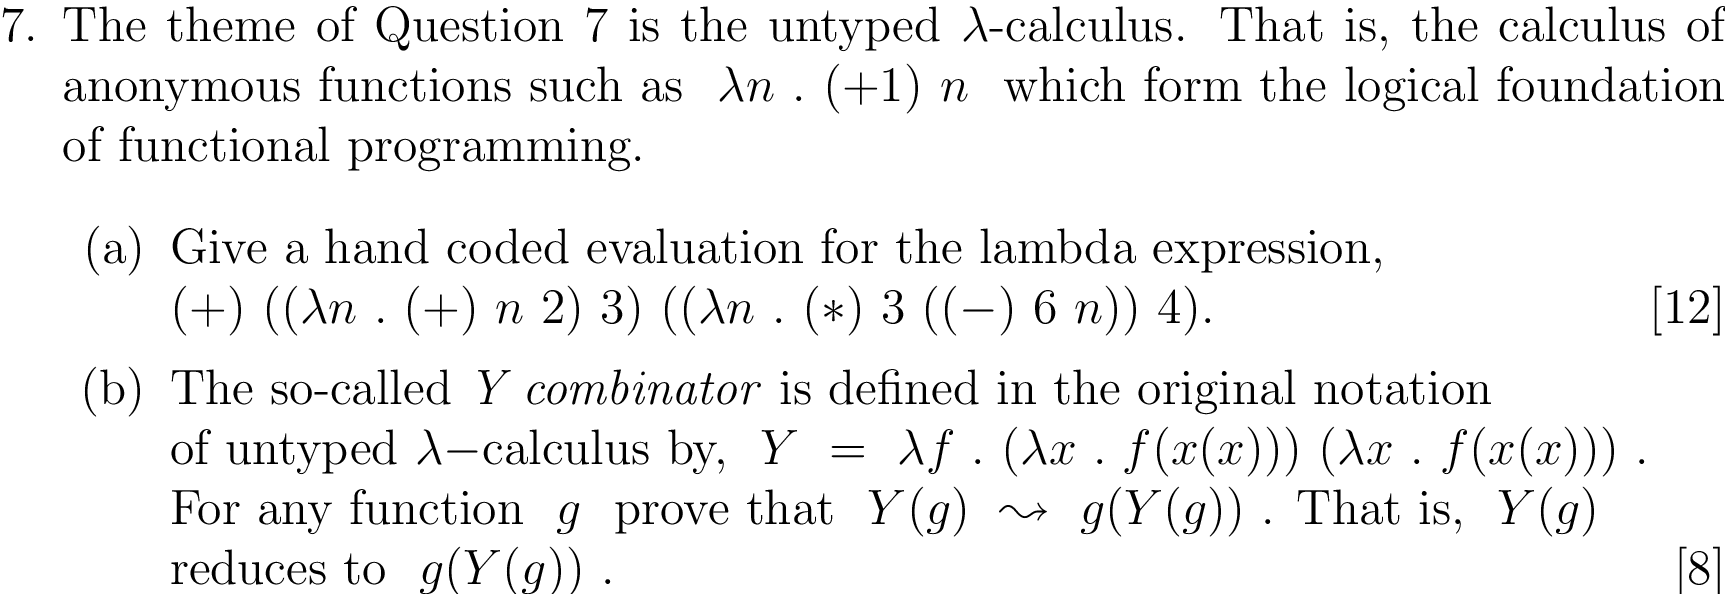 7. The theme of Question 7 is the untyped λ-calculus. That is, the calculus of
anonymous functions such as λn . (+1) n which form the logical foundation
of functional programming.
(a) Give a hand coded evaluation for the lambda expression,
(+) ((λn . (+) n 2) 3) ((λn . (∗) 3 ((−) 6 n)) 4). [12]
(b) The so-called Y combinator is defined in the original notation
of untyped λ−calculus by, Y = λf . (λx . f(x(x))) (λx . f(x(x))) .
For any function g prove that Y(g) ⇝ g(Y(g)) . That is, Y(g)
reduces to g(Y(g)) . [8]